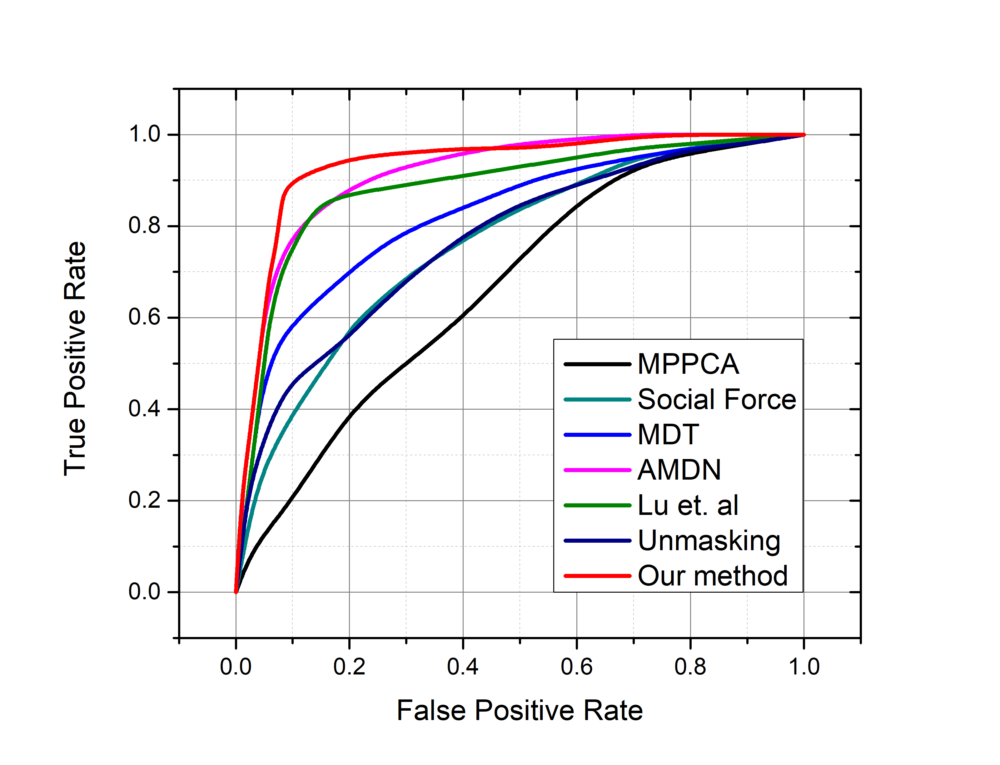 True Positive Rate
1.0
0.8
0.6
0.4
0.2
0.0
MPPCA
Social Force
MDT
AMDN
Lu et. al
Unmasking
Our method
0.0 0.2 0.4 0.6 0.8 1.0
False Positive Rate